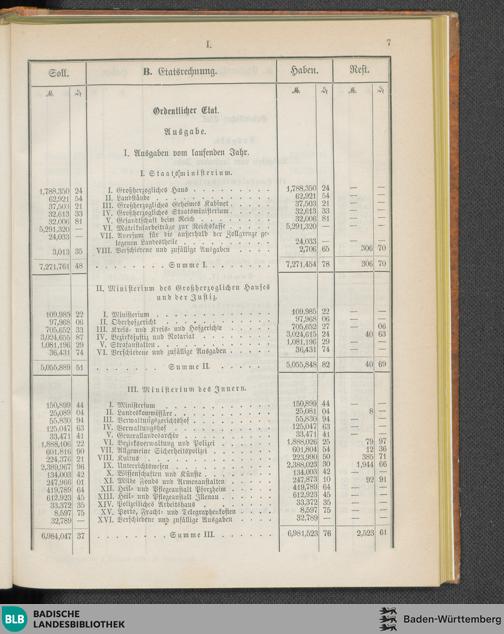 I.
7
Soll. B. Etatsrechnung. Haben. Rest.
ℳ. ₰ ℳ. ₰ ℳ. ₰
Ordentlicher Etat.
Ausgabe.
I. Ausgaben vom laufenden Jahr.
I. Staatsministerium.
1,788,350 24 I. Großherzogliches Haus 1,788,350 24 — —
62,921 54 II. Landstände 62,921 54 — —
37,503 21 III. Großherzogliches Geheimes Kabinet 37,503 21 — —
32,613 33 IV. Großherzogliches Staatsministerium 32,613 33 — —
32,006 81 V. Gesandtschaft beim Reich 32,006 81 — —
5,291,320 — VI. Matrikularbeiträge zur Reichskasse 5,291,320 — — —
24,033 — VII. Aversum für die außerhalb der Zollgrenze ge-
legenen Landestheile 24,033 — — —
3,013 35 VIII. Verschiedene und zufällige Ausgaben 2,706 65 306 70
7,271,761 48 Summe I. 7,271,454 78 306 70
II. Ministerium des Großherzoglichen Hauses
und der Justiz.
109,985 22 I. Ministerium 109,985 22 — —
97,968 06 II. Oberhofgericht 97,968 06 — —
705,652 33 III. Kreis- und Hofgerichte 705,652 27 — 06
3,024,655 87 IV. Bezirksjustiz und Notariat 3,024,615 24 40 63
1,081,196 29 V. Strafanstalten 1,081,196 29 — —
36,431 74 VI. Verschiedene und zufällige Ausgaben 36,431 74 — —
5,055,889 51 Summe II. 5,055,848 82 40 69
III. Ministerium des Innern.
150,899 44 I. Ministerium 150,899 44 — —
25,089 04 II. Landeskommissäre 25,081 04 8 —
55,830 94 III. Verwaltungsgerichtshof 55,830 94 — —
125,047 63 IV. Verwaltungshof 125,047 63 — —
33,471 41 V. Generallandesarchiv 33,471 41 — —
1,888,406 22 VI. Bezirksverwaltung und Polizei 1,888,326 25 79 97
601,816 90 VII. Allgemeine Sicherheitspolizei 601,804 54 12 36
224,376 21 VIII. Kultus 223,990 50 385 71
2,389,967 96 IX. Unterrichtswesen 2,388,023 30 1,944 66
134,003 42 X. Wissenschaften und Künste 134,003 42 — —
247,966 01 XI. Milde Fonds und Armenanstalten 247,873 10 92 91
419,789 64 XII. Heil- und Pflegeanstalt Pforzheim 419,789 64 — —
612,923 45 XIII. Heil- und Pflegeanstalt Illenau 612,923 45 — —
33,372 35 XIV. Polizeiliches Arbeitshaus 33,372 35 — —
8,597 75 XV. Porto, Fracht- und Telegraphenkosten 8,597 75 — —
32,789 — XVI. Verschiedene und zufällige Ausgaben 32,789 — — —
6,984,047 37 Summe III. 6,981,523 76 2,523 61
BLB BADISCHE
LANDESBIBLIOTHEK
Baden-Württemberg